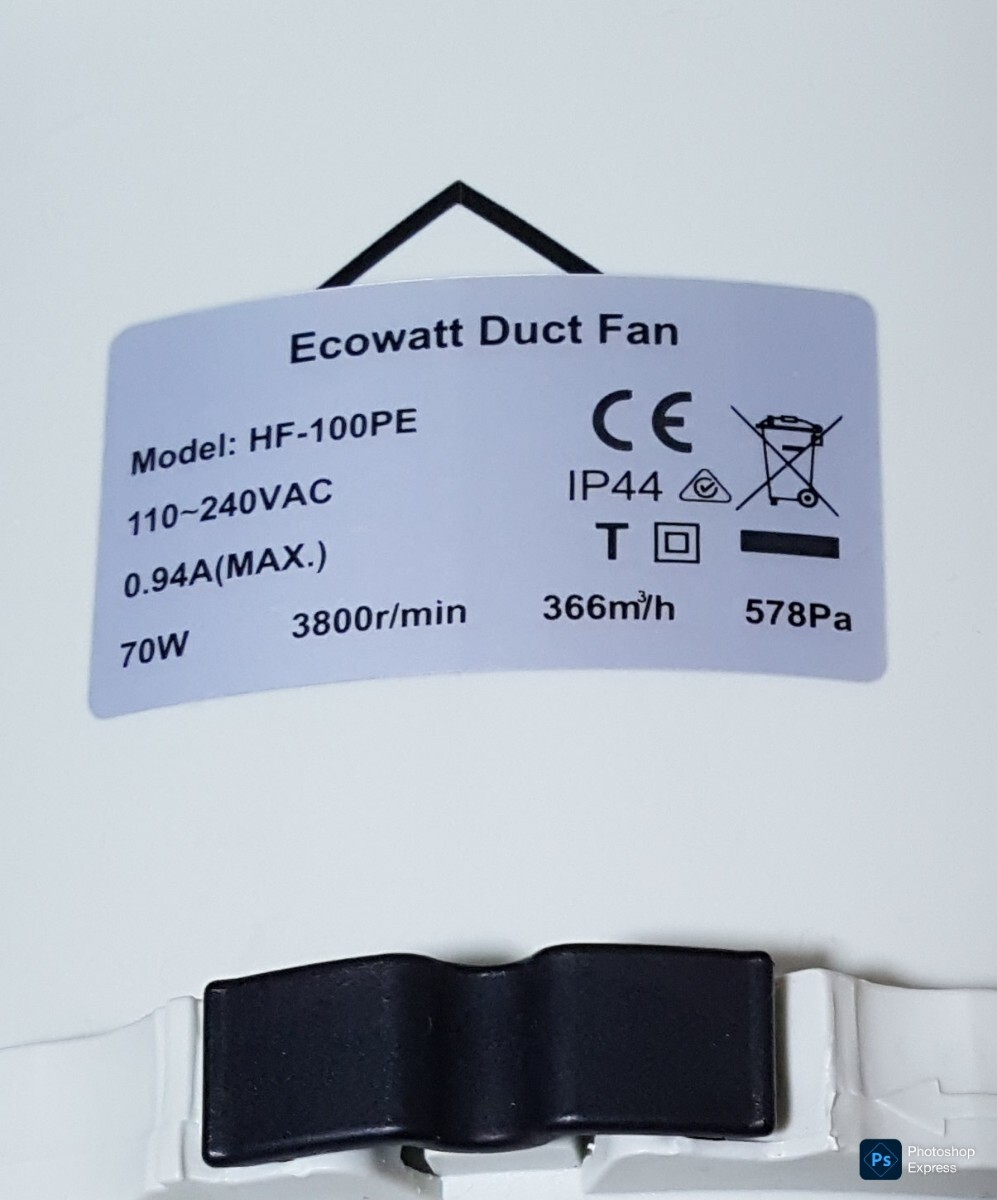 Ecowatt Duct Fan
Model: HF-100PE
110~240VAC
0.94A(MAX.)
70W 3800r/min 366m³/h 578Pa
CE
IP44
T
Ps Photoshop
Express